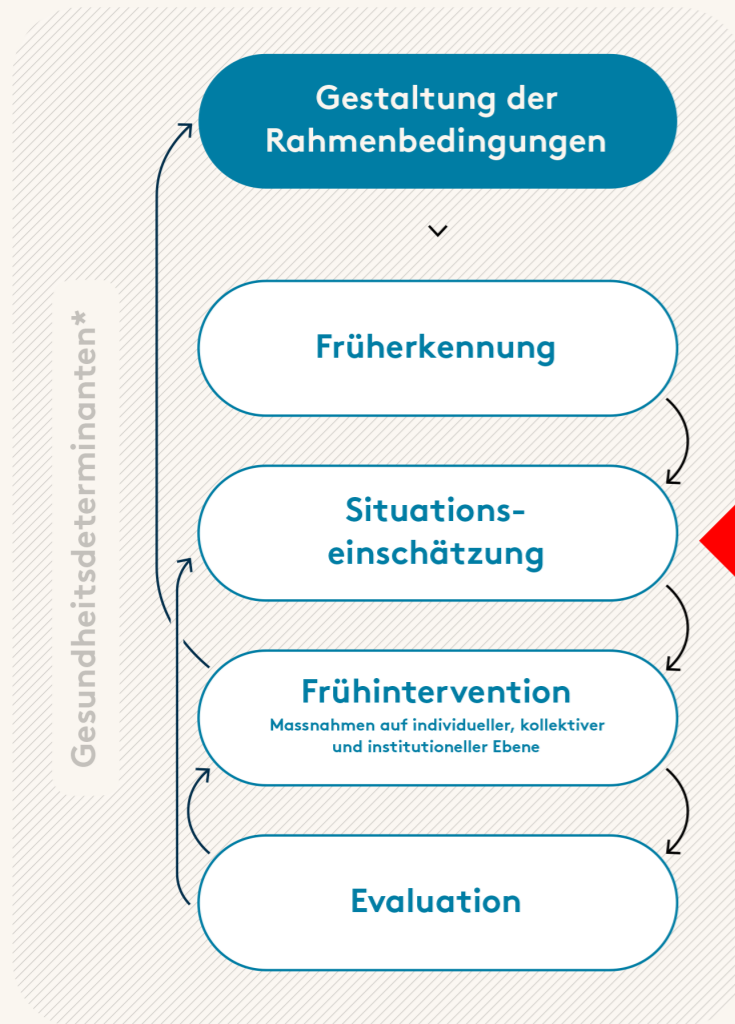 Gestaltung der
Rahmenbedingungen
Früherkennung
Gesundheitsdeterminanten*
Situations-
einschätzung
Frühintervention
Massnahmen auf individueller, kollektiver
und institutioneller Ebene
Evaluation